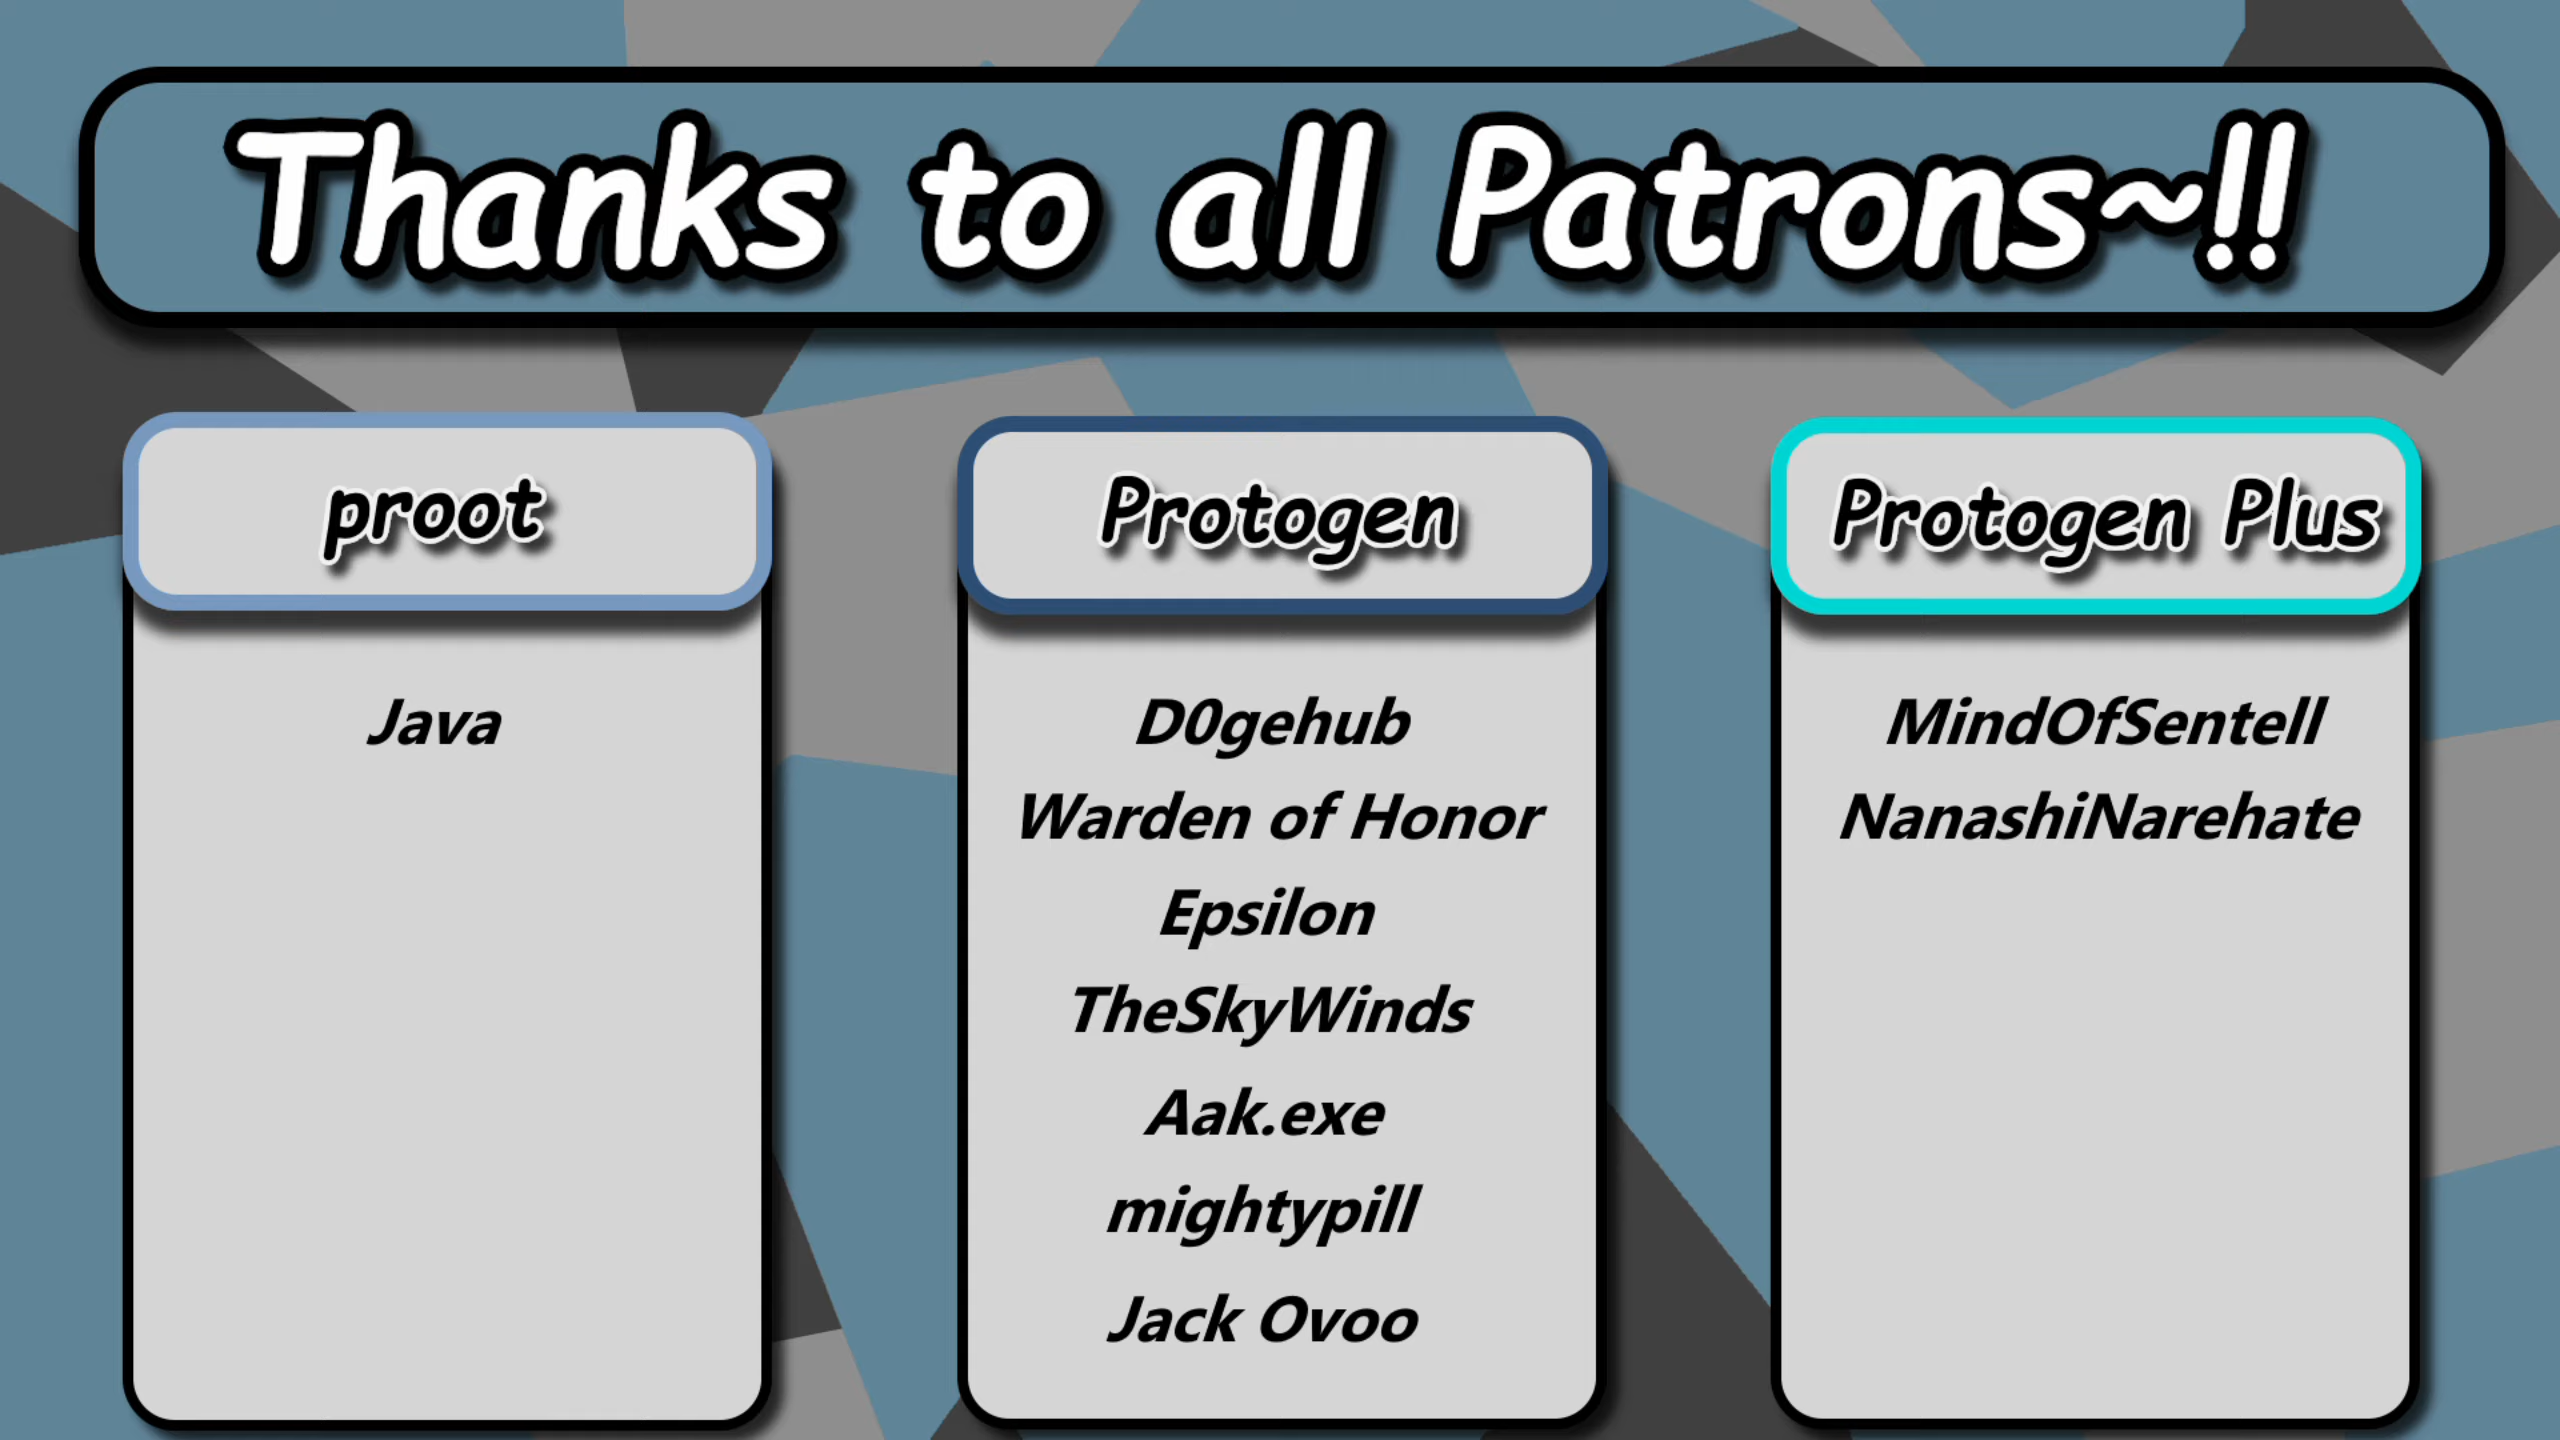 Thanks to all Patrons~!!
proot
Java
Protogen
D0gehub
Warden of Honor
Epsilon
TheSkyWinds
Aak.exe
mightypill
Jack Ovoo
Protogen Plus
MindOfSentell
NanashiNarehate